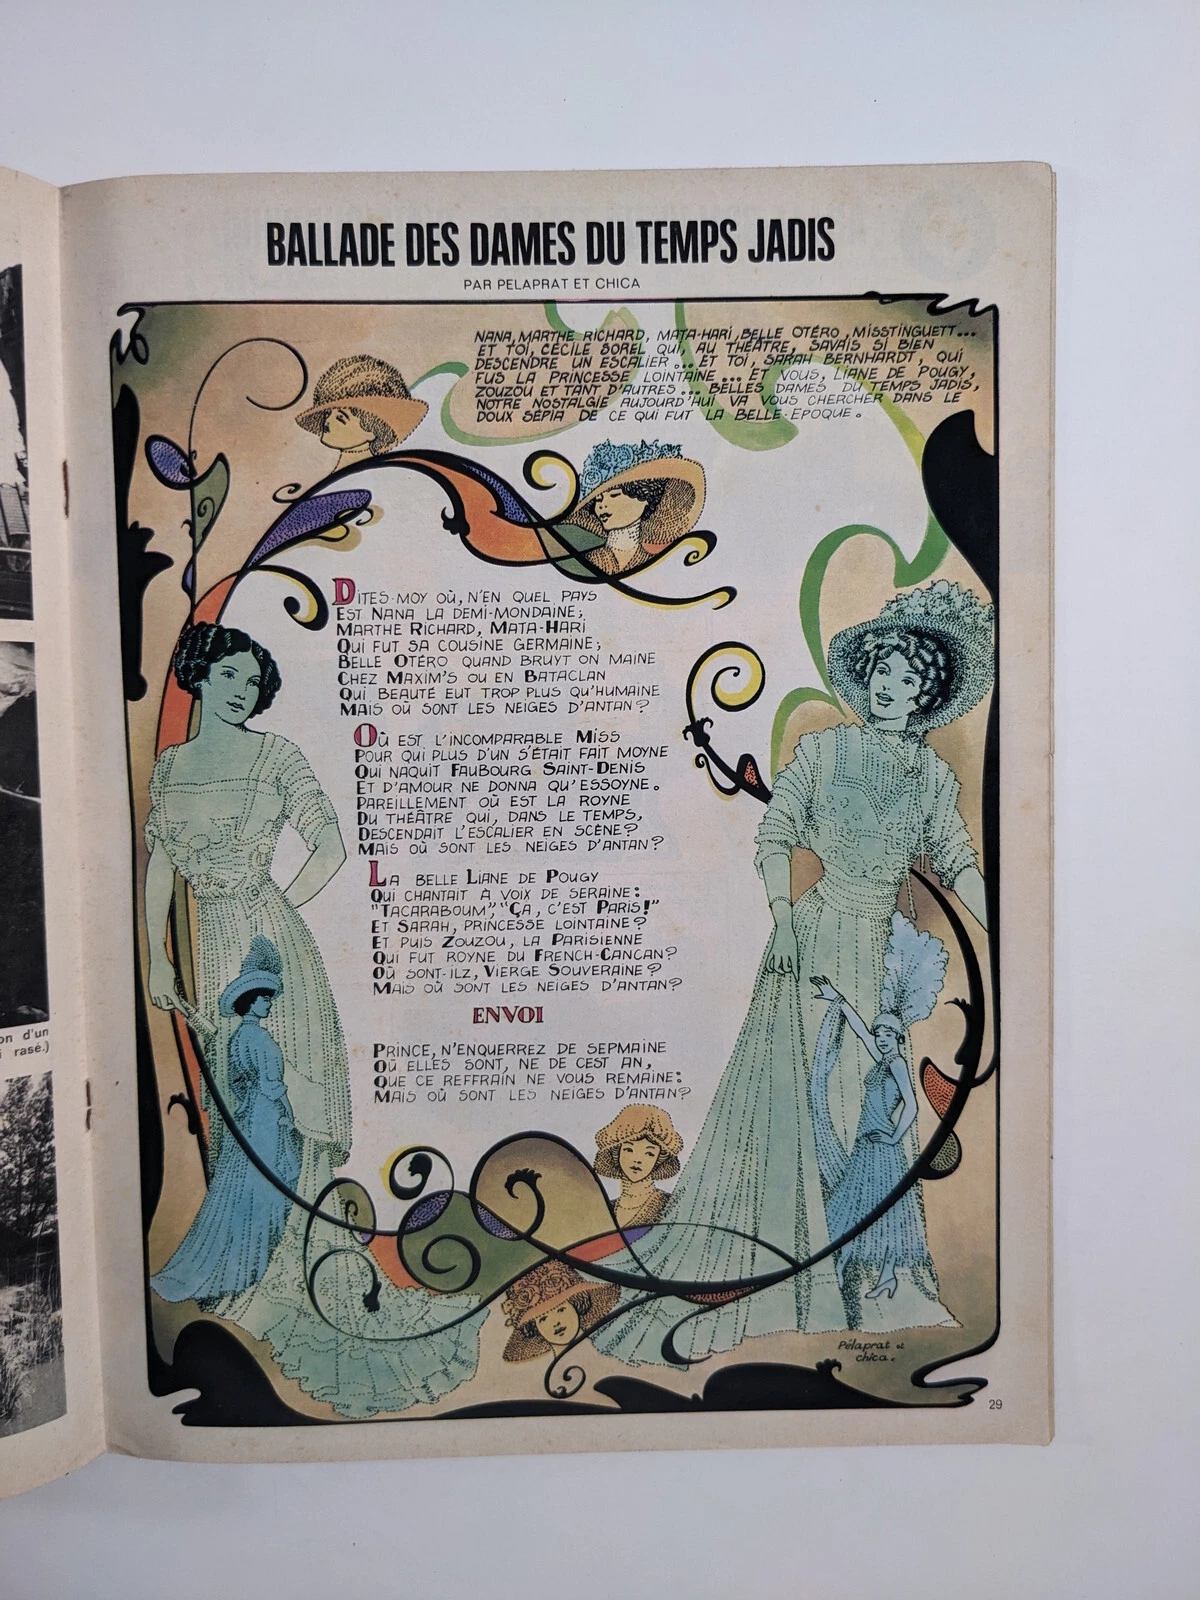 BALLADE DES DAMES DU TEMPS JADIS
PAR PELAPRAT ET CHICA
NANA, MARTHE RICHARD, MATA-HARI, BELLE OTÉRO, MISSTINGUETT...
ET TOI, CÉCILE SOREL QUI, AU THÉÂTRE, SAVAIS SI BIEN
DESCENDRE UN ESCALIER... ET TOI, SARAH BERNHARDT, QUI
FUS LA PRINCESSE LOINTAINE... ET VOUS, LIANE DE POUGY,
ZOUZOU ET TANT D'AUTRES... BELLES DAMES DU TEMPS JADIS,
NOTRE NOSTALGIE AUJOURD'HUI VA VOUS CHERCHER DANS LE
DOUX SÉPIA DE CE QUI FUT LA BELLE-EPOQUE.
DITES-MOY OÙ, N'EN QUEL PAYS
EST NANA LA DEMI-MONDAINE;
MARTHE RICHARD, MATA-HARI
QUI FUT SA COUSINE GERMAINE;
BELLE OTÉRO QUAND BRUYT ON MAINE
CHEZ MAXIM'S OU EN BATACLAN
QUI BEAUTÉ EUT TROP PLUS QU'HUMAINE
MAIS OÙ SONT LES NEIGES D'ANTAN?
OÙ EST L'INCOMPARABLE MISS
POUR QUI PLUS D'UN S'ÉTAIT FAIT MOYNE
QUI NAQUIT FAUBOURG SAINT-DENIS
ET D'AMOUR NE DONNA QU'ESSOYNE.
PAREILLEMENT OÙ EST LA ROYNE
DU THÉÂTRE QUI, DANS LE TEMPS,
DESCENDAIT L'ESCALIER EN SCÈNE?
MAIS OÙ SONT LES NEIGES D'ANTAN?
LA BELLE LIANE DE POUGY
QUI CHANTAIT À VOIX DE SERAINE:
"TACARABOUM", "ÇA, C'EST PARIS!"
ET SARAH, PRINCESSE LOINTAINE?
ET PUIS ZOUZOU, LA PARISIENNE
QUI FUT ROYNE DU FRENCH-CANCAN?
OÙ SONT-ILZ, VIERGE SOUVERAINE?
MAIS OÙ SONT LES NEIGES D'ANTAN?
ENVOI
PRINCE, N'ENQUERREZ DE SEPMAINE
OÙ ELLES SONT, NE DE CEST AN,
QUE CE REFFRAIN NE VOUS REMAINE:
MAIS OÙ SONT LES NEIGES D'ANTAN?
Pélaprat et
chica.
29
on d'un
i rasé.)